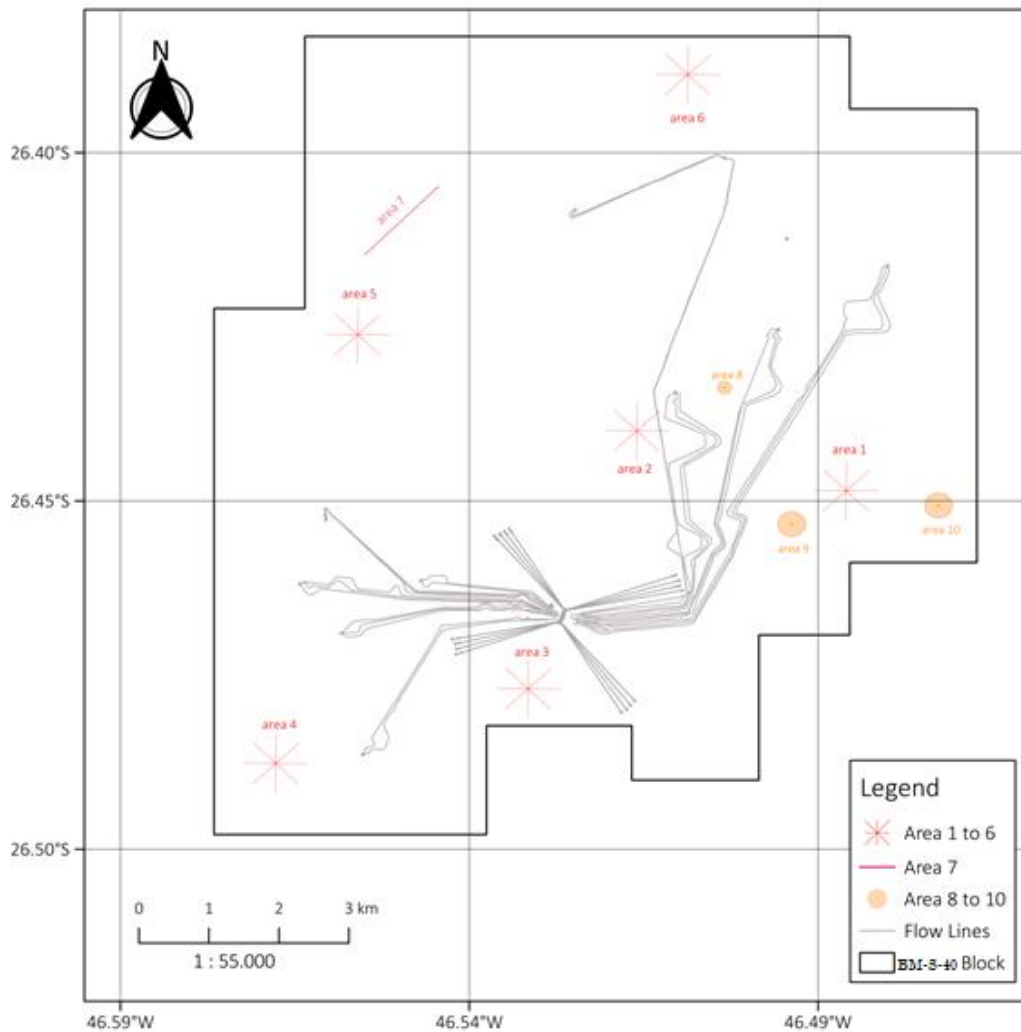 N
area 6
26.40°S
area 7
area 5
area 8
area 2
area 1
26.45°S
area 9
area 10
area 3
area 4
26.50°S
0 1 2 3 km
1 : 55.000
Legend
Area 1 to 6
Area 7
Area 8 to 10
Flow Lines
BM-S-40 Block
46.59°W 46.54°W 46.49°W